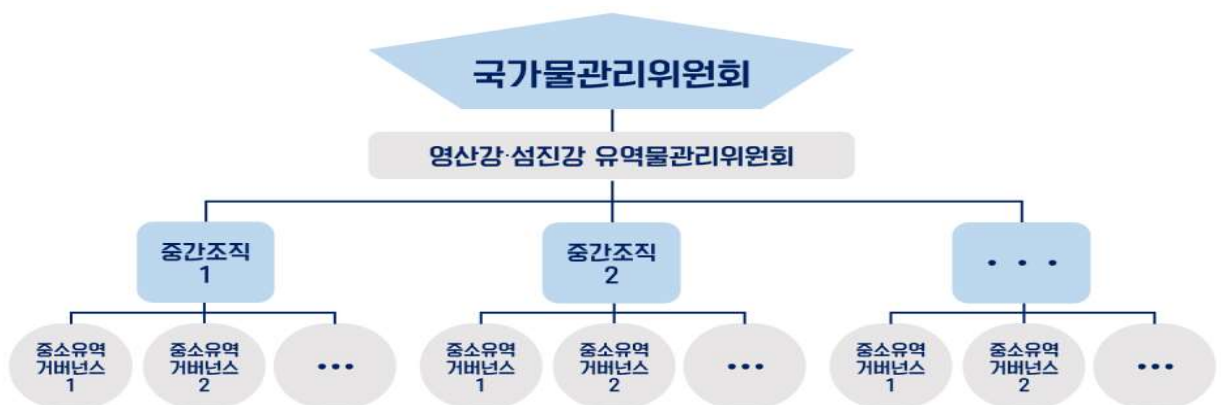 국가물관리위원회
영산강·섬진강 유역물관리위원회
중간조직
1
중간조직
2
• • •
중소유역
거버넌스
1
중소유역
거버넌스
2
•••
중소유역
거버넌스
1
중소유역
거버넌스
2
•••
중소유역
거버넌스
1
중소유역
거버넌스
2
•••